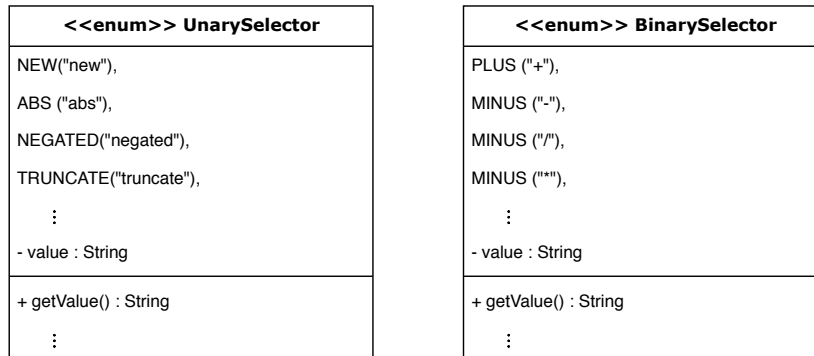 <<enum>> UnarySelector
NEW("new"),
ABS ("abs"),
NEGATED("negated"),
TRUNCATE("truncate"),
⋮
- value : String
+ getValue() : String
⋮
<<enum>> BinarySelector
PLUS ("+"),
MINUS ("-"),
MINUS ("/"),
MINUS ("*"),
⋮
- value : String
+ getValue() : String
⋮